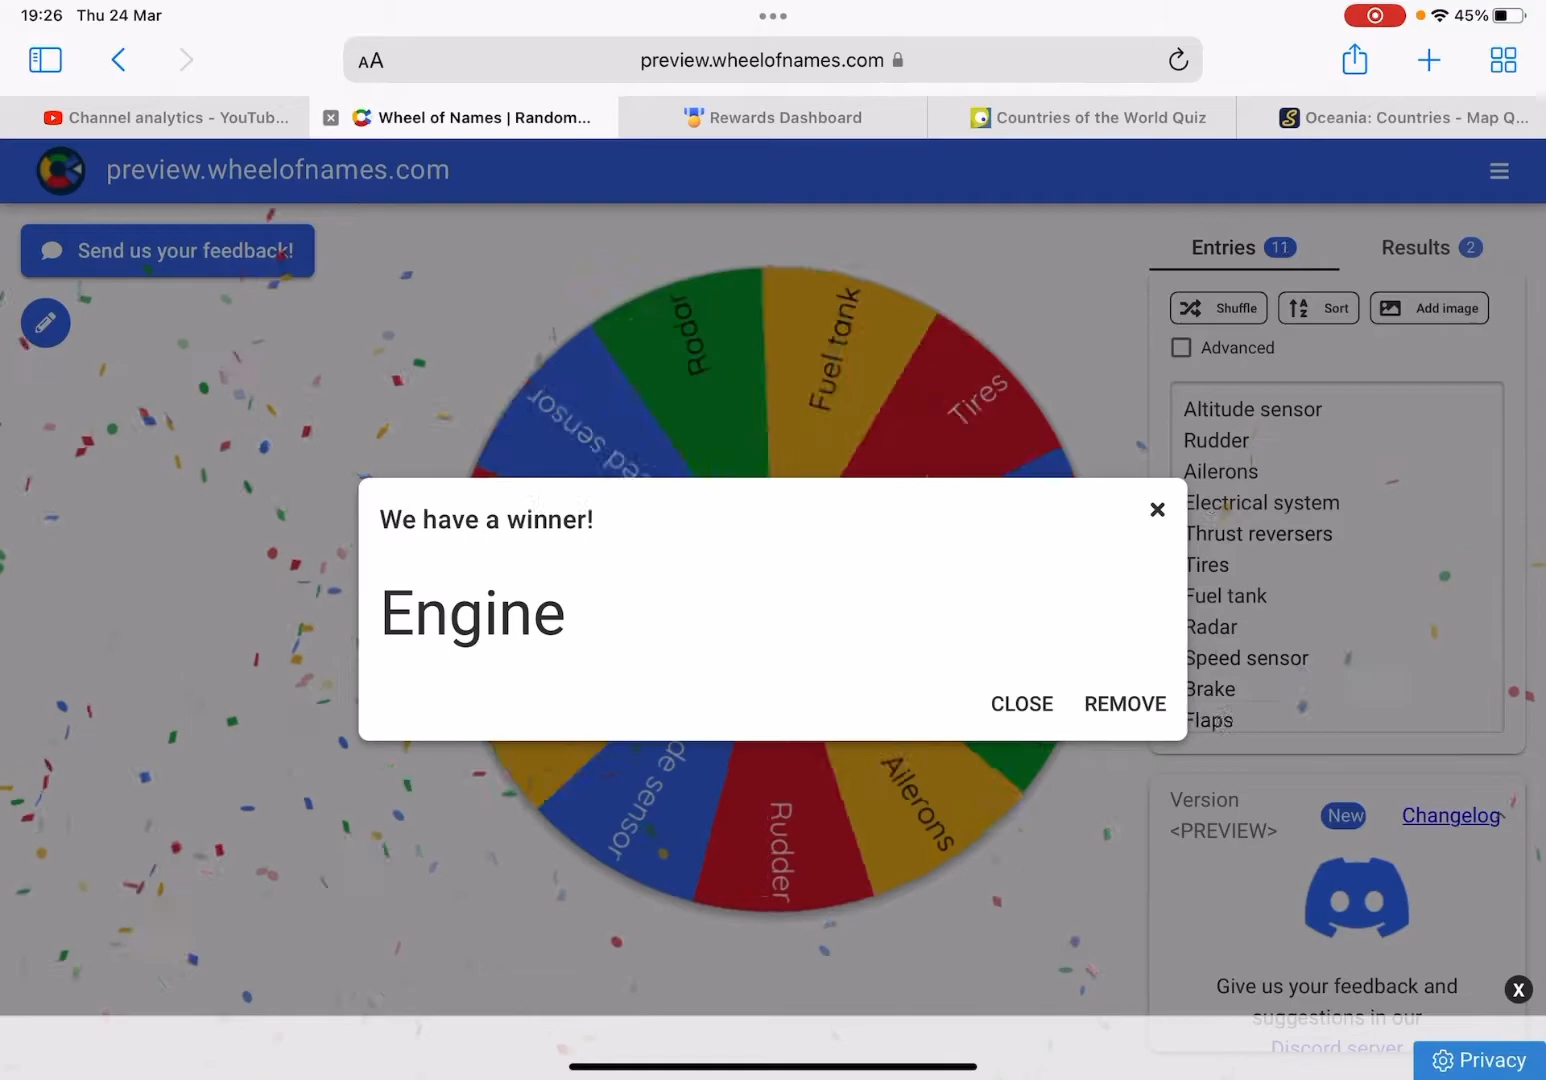 19:26 Thu 24 Mar
45%
AA
preview.wheelofnames.com
Channel analytics - YouTub...
Wheel of Names | Random...
Rewards Dashboard
Countries of the World Quiz
Oceania: Countries - Map Q...
preview.wheelofnames.com
Send us your feedback!
Entries 11
Results 2
Shuffle
Sort
Add image
Advanced
Altitude sensor
Rudder
Ailerons
Electrical system
Thrust reversers
Tires
Fuel tank
Radar
Speed sensor
Brake
Flaps
Radar
Fuel tank
Tires
ed sensor
We have a winner!
Engine
CLOSE REMOVE
de sensor
Rudder
Ailerons
Version
<PREVIEW>
New
Changelog
Give us your feedback and
suggestions in our
Discord server
X
Privacy